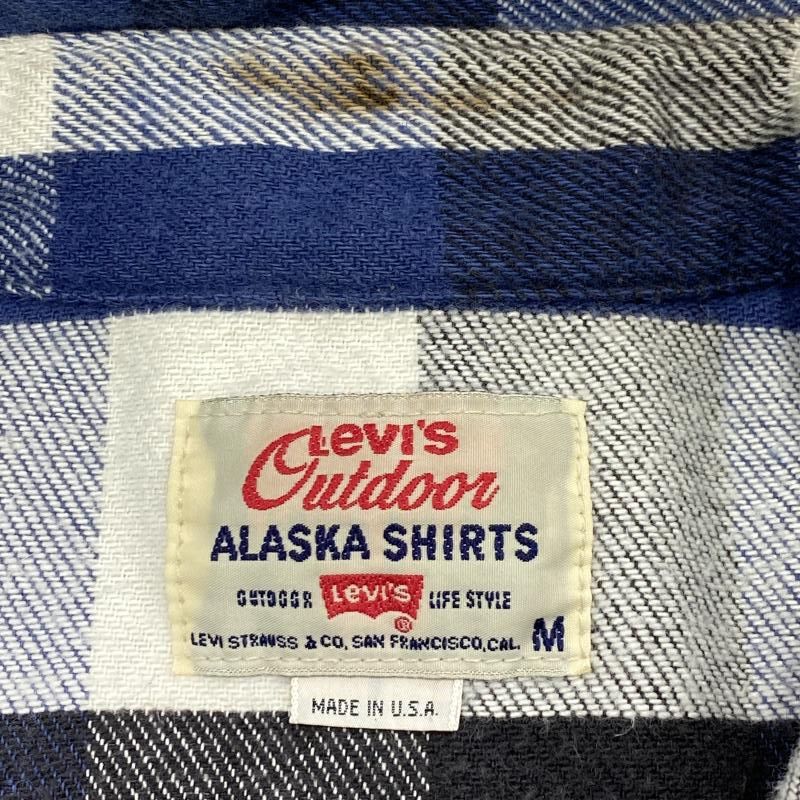 LEVI'S
Outdoor
ALASKA SHIRTS
OUTDOOR LEVI'S ® LIFE STYLE
LEVI STRAUSS & CO, SAN FRANCISCO, CAL. M
MADE IN U.S.A.